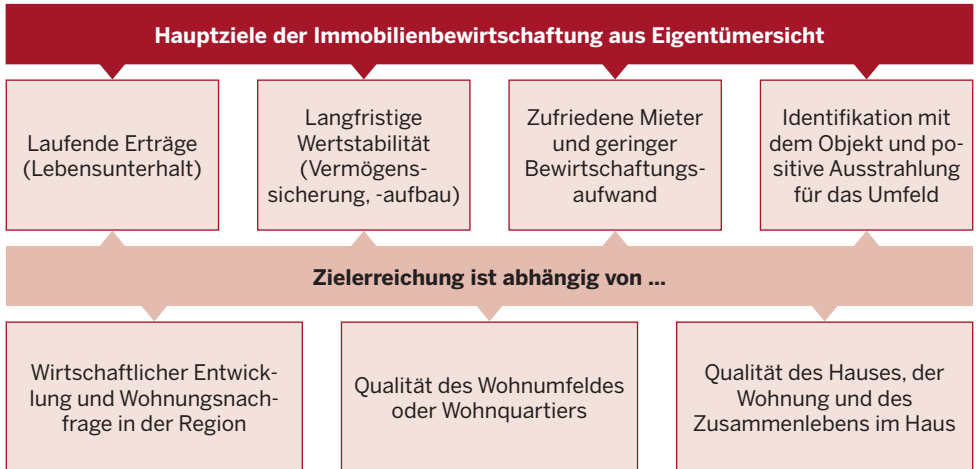 Hauptziele der Immobilienbewirtschaftung aus Eigentümersicht
Laufende Erträge
(Lebensunterhalt)
Langfristige
Wertstabilität
(Vermögens-
sicherung, -aufbau)
Zufriedene Mieter
und geringer
Bewirtschaftungs-
aufwand
Identifikation mit
dem Objekt und po-
sitive Ausstrahlung
für das Umfeld
Zielerreichung ist abhängig von ...
Wirtschaftlicher Entwick-
lung und Wohnungsnach-
frage in der Region
Qualität des Wohnumfeldes
oder Wohnquartiers
Qualität des Hauses, der
Wohnung und des
Zusammenlebens im Haus